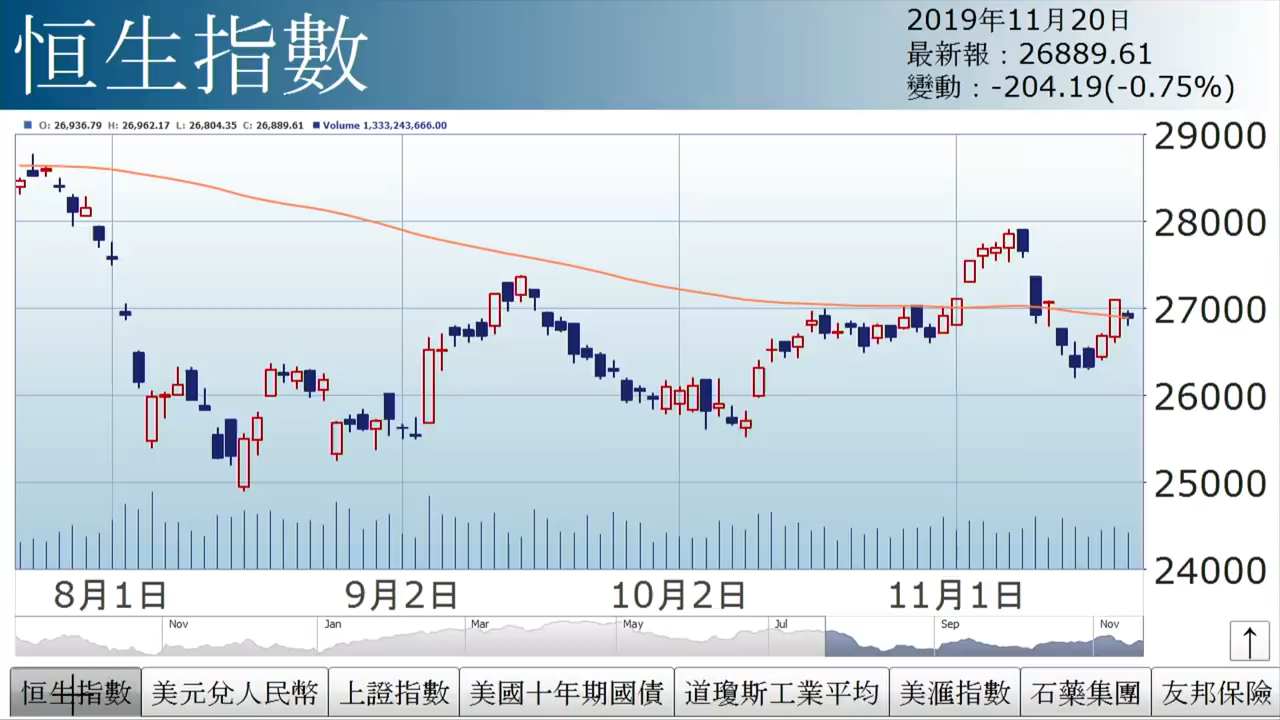 恒生指數
2019年11月20日
最新報：26889.61
變動：-204.19(-0.75%)
O: 26,936.79 H: 26,962.17 L: 26,804.35 C: 26,889.61 Volume 1,333,243,666.00
29000
28000
27000
26000
25000
24000
8月1日 9月2日 10月2日 11月1日
Nov Jan Mar May Jul Sep Nov
↑
恒生指數 美元兌人民幣 上證指數 美國十年期國債 道瓊斯工業平均 美滙指數 石藥集團 友邦保險